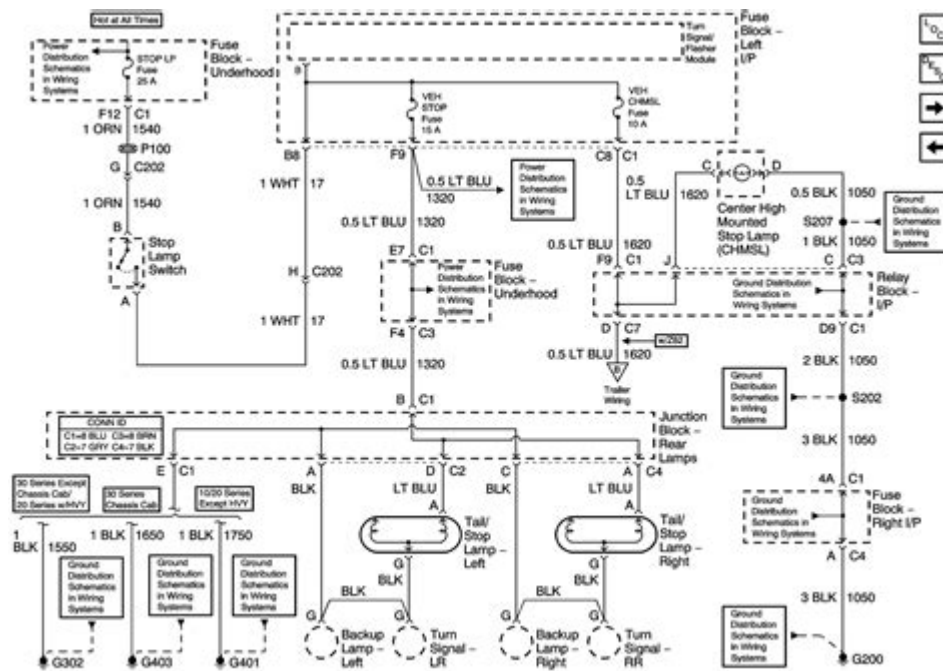 Hot at All Times
Power
Distribution
Schematics
in Wiring
Systems
STOP LP
Fuse
25 A
Fuse
Block –
Underhood
F12 C1
1 ORN 1540
P100
G C202
1 ORN 1540
B
Stop
Lamp
Switch
A
Turn
Signal/
Flasher
Module
Fuse
Block –
Left
I/P
8
VEH
STOP
Fuse
15 A
VEH
CHMSL
Fuse
10 A
B8 F9 C8 C1
1 WHT 17
0.5 LT BLU
1320
Power
Distribution
Schematics
in Wiring
Systems
0.5 LT BLU 1320
H C202
1 WHT 17
E7 C1
Power
Distribution
Schematics
in Wiring
Systems
Fuse
Block –
Underhood
F4 C3
0.5 LT BLU 1320
B C1
0.5
LT BLU 1620
C D
Center High
Mounted
Stop Lamp
(CHMSL)
0.5 BLK 1050
S207
Ground
Distribution
Schematics
in Wiring
Systems
1 BLK 1050
0.5 LT BLU 1620
F9 C1 J C C3
Ground Distribution
Schematics in
Wiring Systems
Relay
Block –
I/P
D C7
w/Z82
0.5 LT BLU 1620
B
Trailer
Wiring
D9 C1
2 BLK 1050
Ground
Distribution
Schematics
in Wiring
Systems
S202
3 BLK 1050
4A C1
Ground
Distribution
Schematics
in Wiring Systems
Fuse
Block –
Right I/P
A C4
3 BLK 1050
Ground
Distribution
Schematics
in Wiring
Systems
G200
CONN ID
C1=8 BLU C3=8 BRN
C2=7 GRY C4=7 BLK
Junction
Block –
Rear
Lamps
E C1 A D C2 C A C4
BLK LT BLU BLK LT BLU
30 Series Except
Chassis Cab/
20 Series w/HVY
30 Series
Chassis Cab
10/20 Series
Except HVY
1
BLK 1550
1 BLK 1650
1 BLK 1750
Ground
Distribution
Schematics
in Wiring
Systems
Ground
Distribution
Schematics
in Wiring
Systems
Ground
Distribution
Schematics
in Wiring
Systems
G302 G403 G401
A A
Tail/
Stop
Lamp –
Left
Tail/
Stop
Lamp –
Right
G G
BLK BLK
BLK BLK
G G G G
Backup
Lamp –
Left
Turn
Signal –
LR
Backup
Lamp –
Right
Turn
Signal –
RR